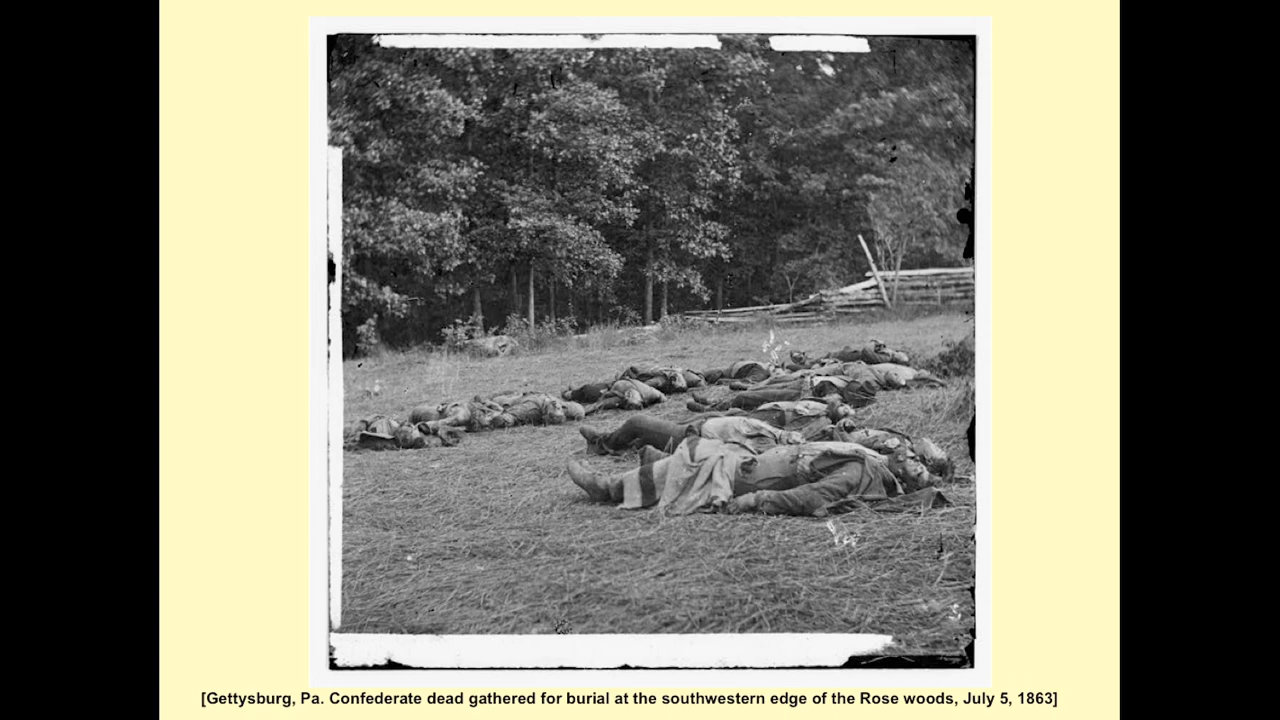 [Gettysburg, Pa. Confederate dead gathered for burial at the southwestern edge of the Rose woods, July 5, 1863]